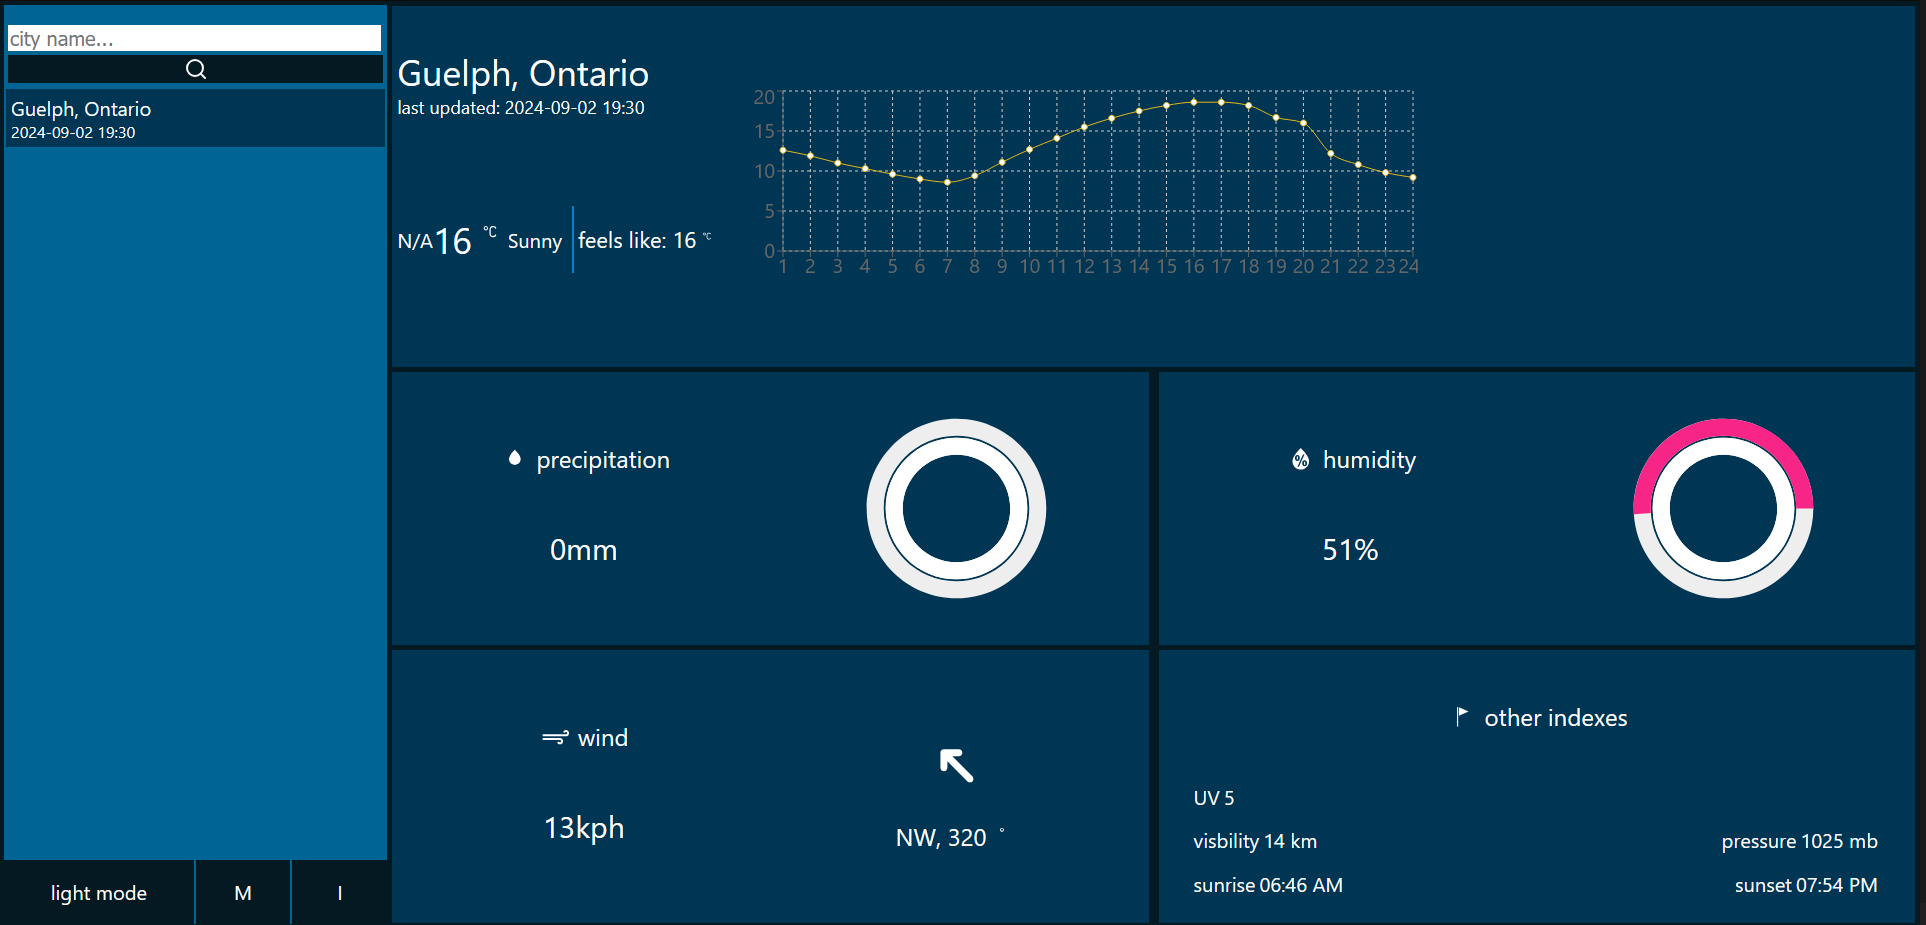 city name...
Guelph, Ontario
2024-09-02 19:30
light mode
M
I
Guelph, Ontario
last updated: 2024-09-02 19:30
N/A 16 °C Sunny
feels like: 16 °C
20
15
10
5
0
1 2 3 4 5 6 7 8 9 10 11 12 13 14 15 16 17 18 19 20 21 22 23 24
precipitation
0mm
humidity
%
51%
wind
13kph
NW, 320 °
other indexes
UV 5
visbility 14 km
pressure 1025 mb
sunrise 06:46 AM
sunset 07:54 PM